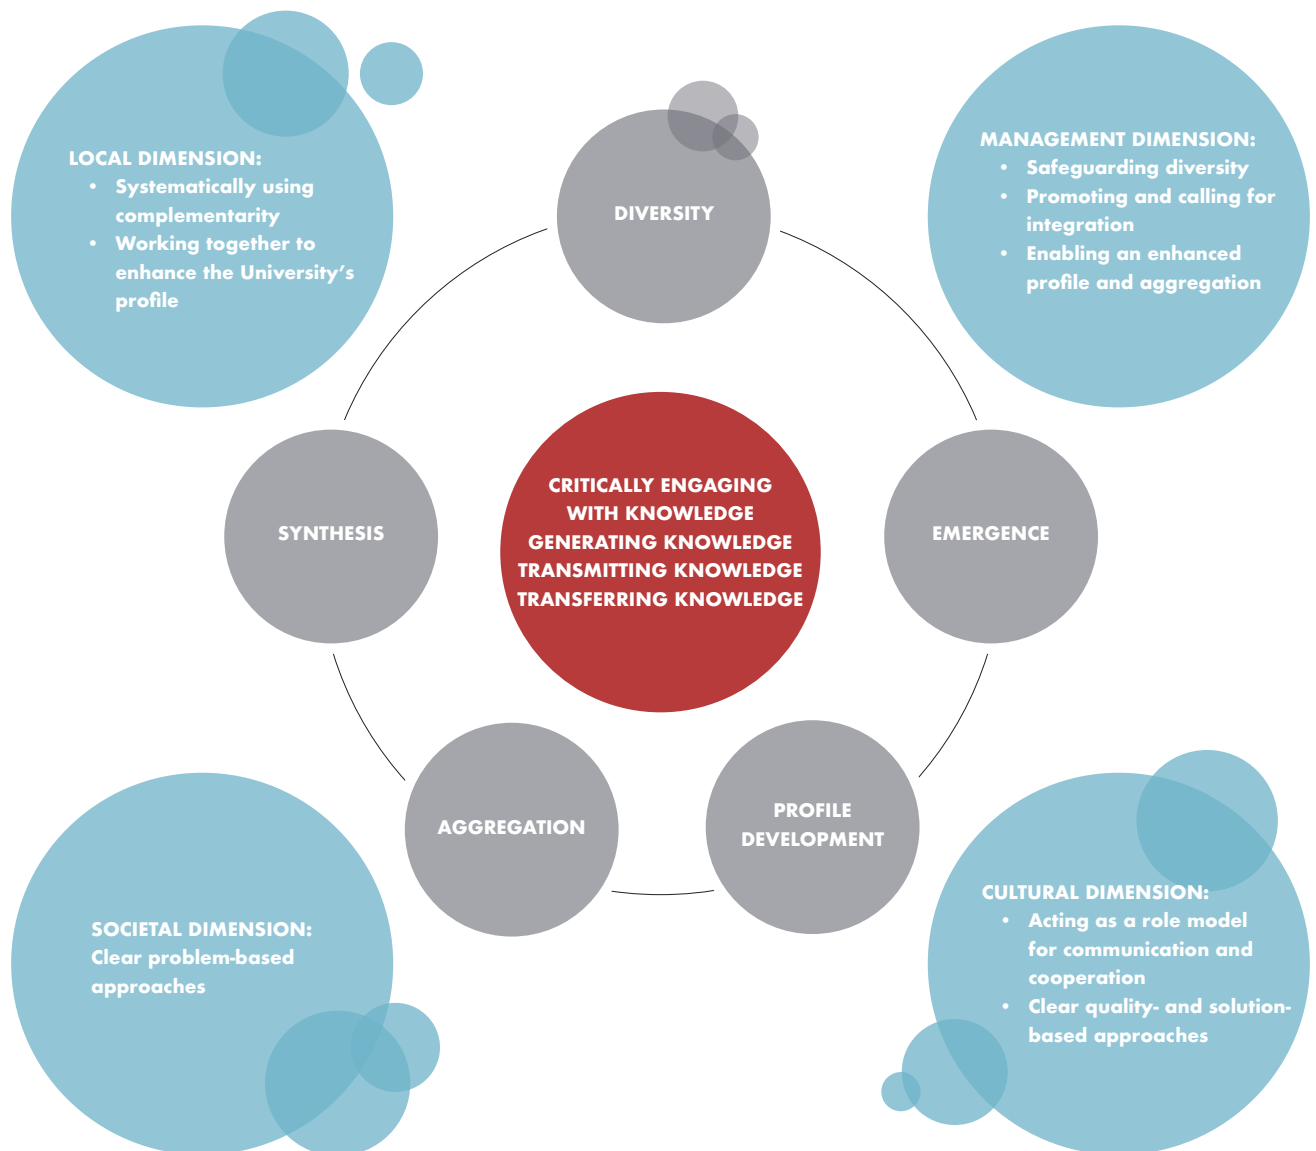 LOCAL DIMENSION:
• Systematically using
complementarity
• Working together to
enhance the University’s
profile
DIVERSITY
MANAGEMENT DIMENSION:
• Safeguarding diversity
• Promoting and calling for
integration
• Enabling an enhanced
profile and aggregation
SYNTHESIS
CRITICALLY ENGAGING
WITH KNOWLEDGE
GENERATING KNOWLEDGE
TRANSMITTING KNOWLEDGE
TRANSFERRING KNOWLEDGE
EMERGENCE
AGGREGATION
PROFILE
DEVELOPMENT
SOCIETAL DIMENSION:
Clear problem-based
approaches
CULTURAL DIMENSION:
• Acting as a role model
for communication and
cooperation
• Clear quality- and solution-
based approaches